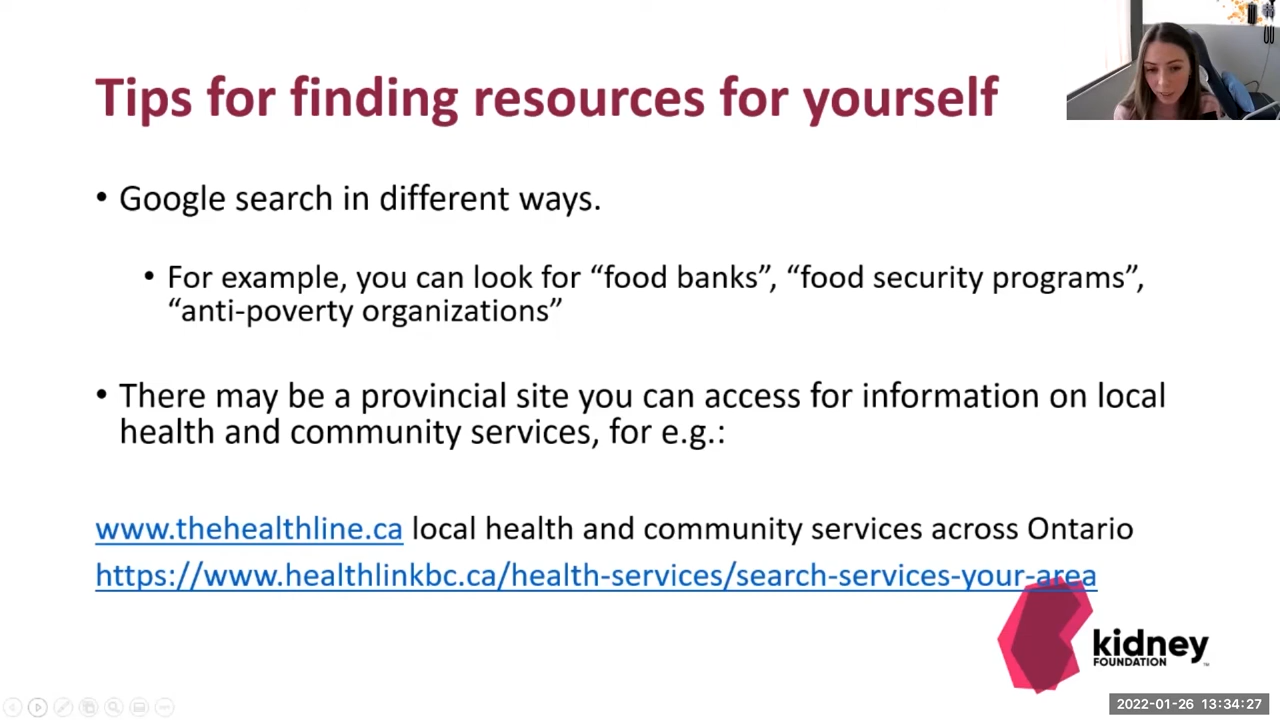 Tips for finding resources for yourself
• Google search in different ways.
• For example, you can look for “food banks”, “food security programs”,
“anti-poverty organizations”
• There may be a provincial site you can access for information on local
health and community services, for e.g.:
www.thehealthline.ca local health and community services across Ontario
https://www.healthlinkbc.ca/health-services/search-services-your-area
kidney
FOUNDATION™
2022-01-26 13:34:27